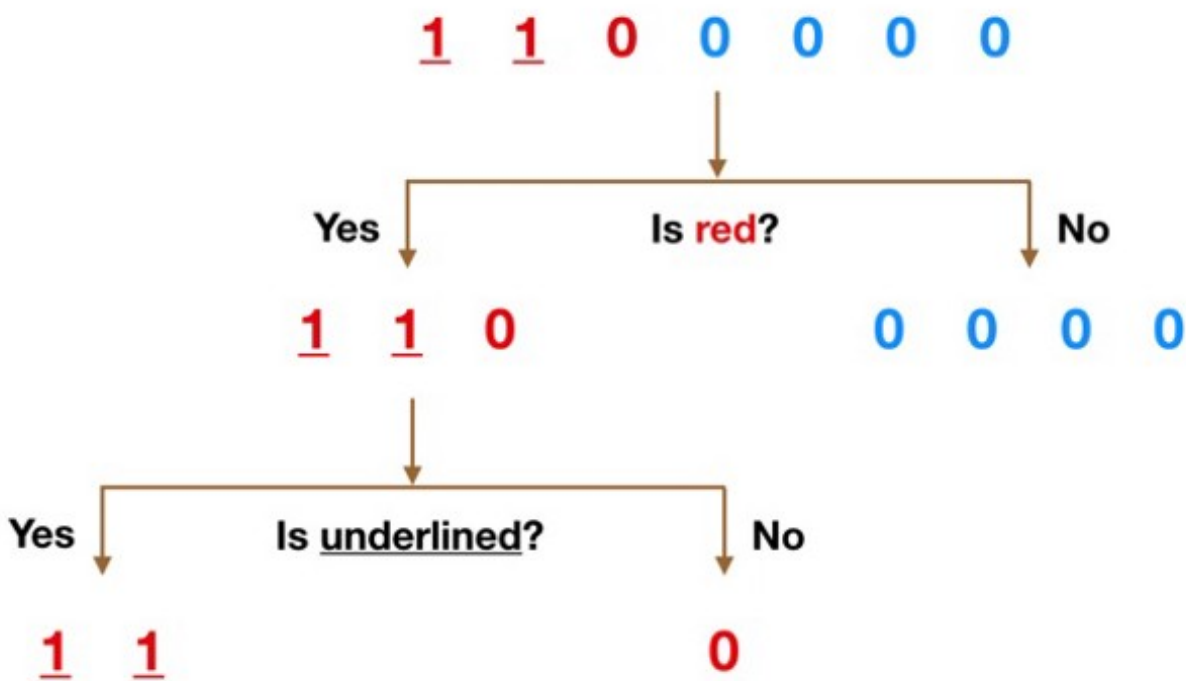 1 1 0 0 0 0 0
Yes Is red? No
1 1 0 0 0 0 0
Yes Is underlined? No
1 1 0